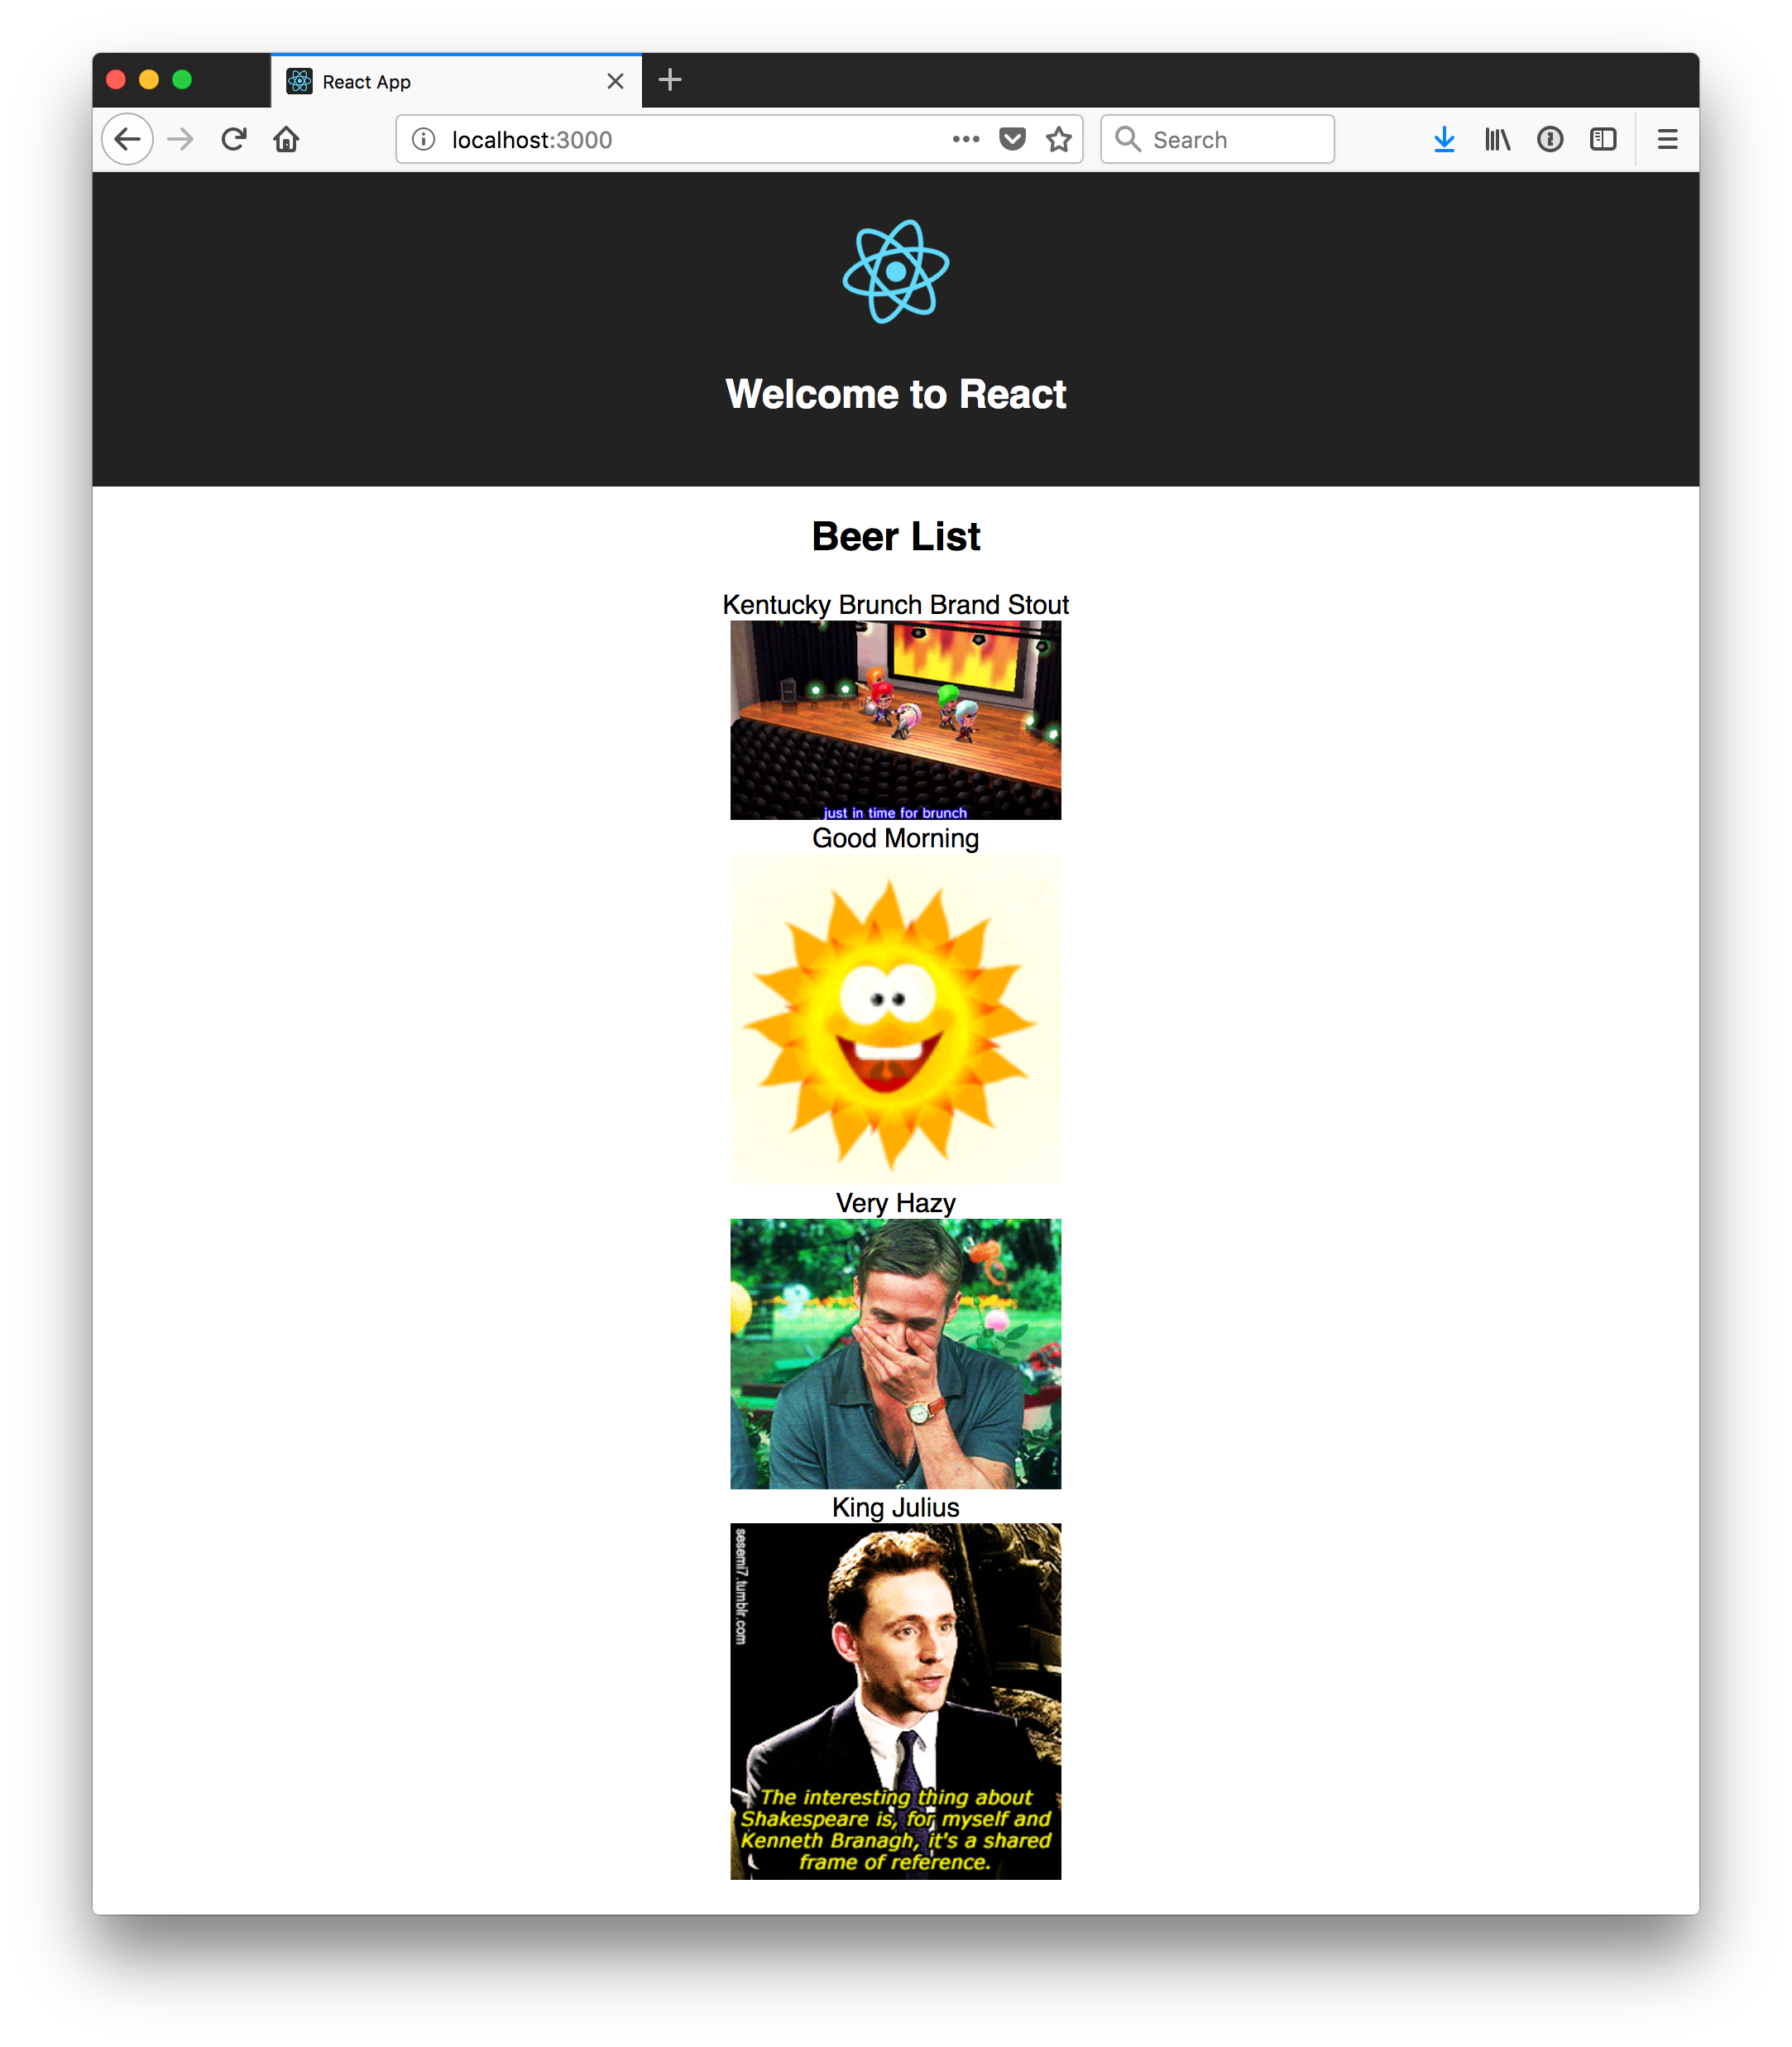 React App
localhost:3000
Search
Welcome to React
Beer List
Kentucky Brunch Brand Stout
just in time for brunch
Good Morning
Very Hazy
King Julius
sesemi7.tumblr.com
The interesting thing about
Shakespeare is, for myself and
Kenneth Branagh, it's a shared
frame of reference.